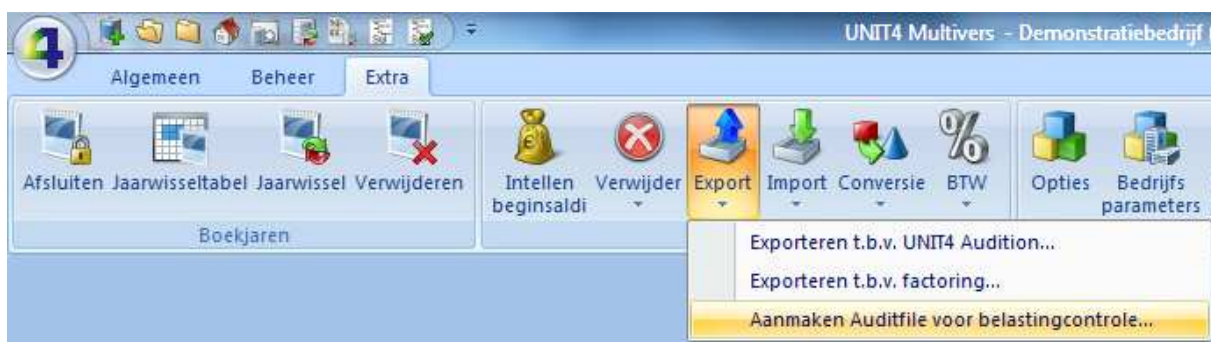 4
UNIT4 Multivers - Demonstratiebedrijf
Algemeen Beheer Extra
Afsluiten Jaarwisseltabel Jaarwissel Verwijderen
Intellen beginsaldi
Verwijder Export Import Conversie BTW
%
Opties
Bedrijfs parameters
Boekjaren
Exporteren t.b.v. UNIT4 Audition...
Exporteren t.b.v. factoring...
Aanmaken Auditfile voor belastingcontrole...